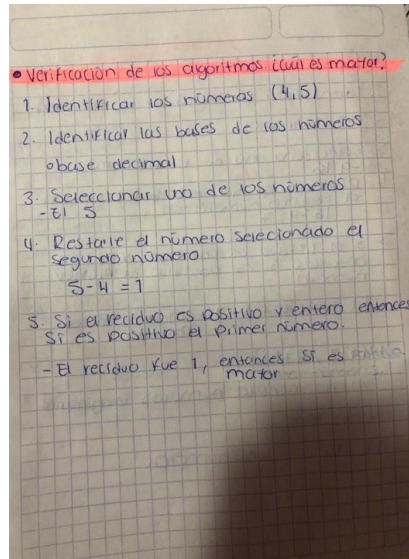 • Verificación de los algoritmos ¿cuál es mayor?
1. Identificar los números (4,5)
2. Identificar las bases de los números
◦ base decimal
3. Seleccionar uno de los números
- El 5
4. Restarle el número selecionado el
segundo número
5-4 = 1
5. Si el reciduo es positivo y entero entonces
si es positivo el primer número.
- El reciduo fue 1, entonces si es
mayor